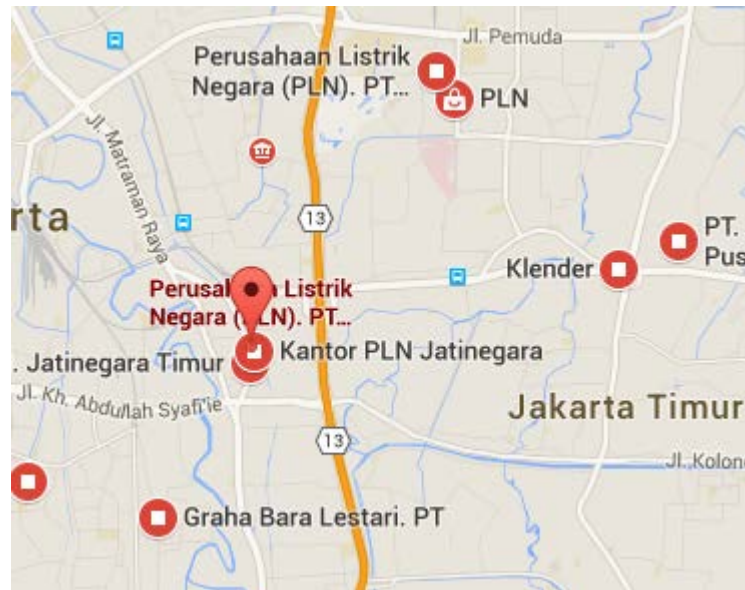 Jl. Pemuda
Perusahaan Listrik
Negara (PLN). PT...
PLN
Jl. Matraman Raya
rta
13
PT.
Pus
Klender
Perusah Listrik
Negara ( LN). PT...
Kantor PLN Jatinegara
. Jatinegara Timur
Jl. Kh. Abdullah Syafi'ie
Jakarta Timur
13
Jl. Kolon
Graha Bara Lestari. PT